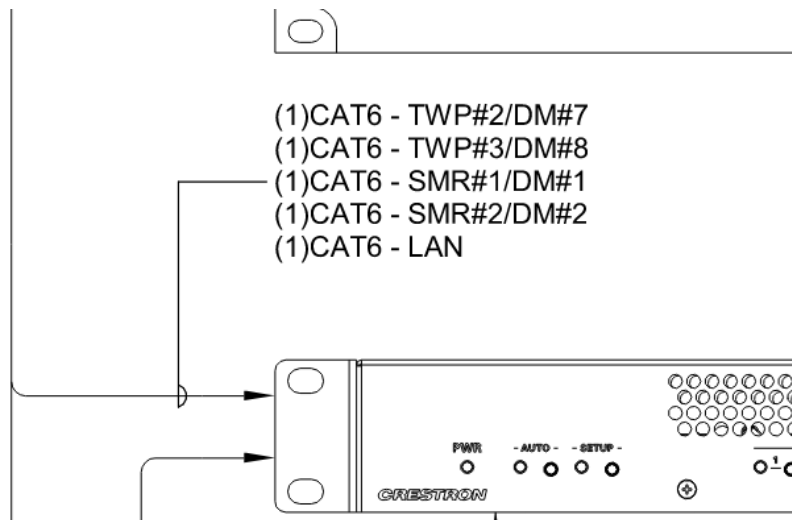 (1)CAT6 - TWP#2/DM#7
(1)CAT6 - TWP#3/DM#8
(1)CAT6 - SMR#1/DM#1
(1)CAT6 - SMR#2/DM#2
(1)CAT6 - LAN
PWR - AUTO - - SETUP - 1
CRESTRON